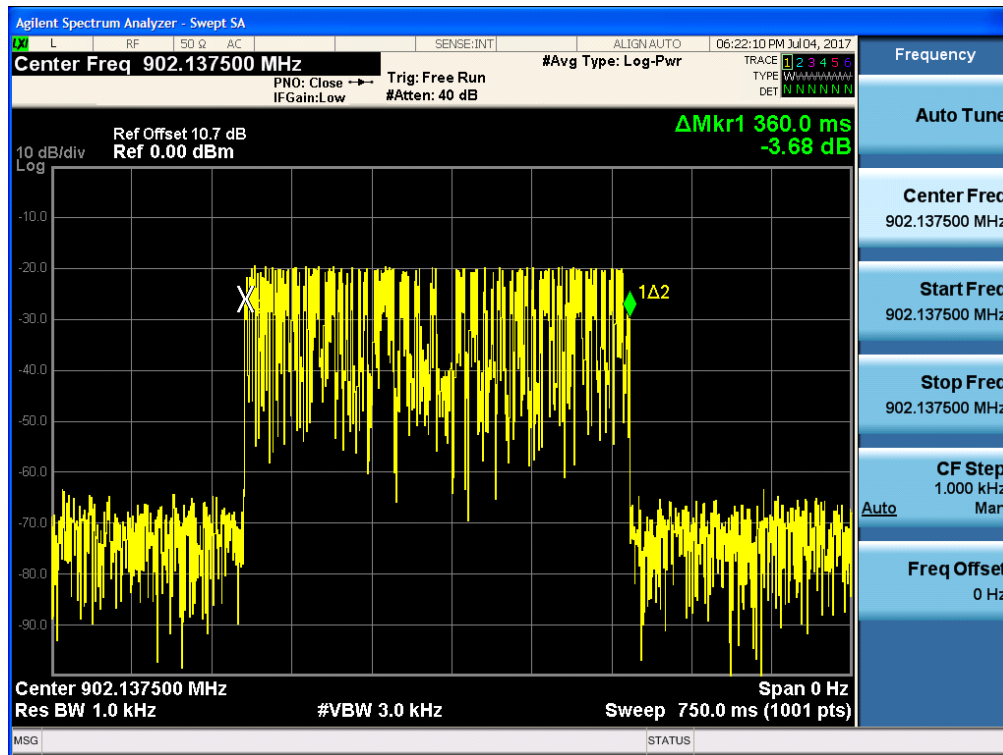 Agilent Spectrum Analyzer - Swept SA
LXI L RF 50 Ω AC SENSE:INT ALIGN AUTO 06:22:10 PM Jul 04, 2017
Center Freq 902.137500 MHz
PNO: Close
IFGain:Low
Trig: Free Run
#Atten: 40 dB
#Avg Type: Log-Pwr
TRACE 1 2 3 4 5 6
TYPE WWWWWW
DET N N N N N N
ΔMkr1 360.0 ms
-3.68 dB
Ref Offset 10.7 dB
Ref 0.00 dBm
10 dB/div
Log
-10.0
-20.0
-30.0
-40.0
-50.0
-60.0
-70.0
-80.0
-90.0
X
1Δ2
Center 902.137500 MHz
Span 0 Hz
Res BW 1.0 kHz
#VBW 3.0 kHz
Sweep 750.0 ms (1001 pts)
MSG
STATUS
Frequency
Auto Tune
Center Freq
902.137500 MHz
Start Freq
902.137500 MHz
Stop Freq
902.137500 MHz
CF Step
1.000 kHz
Auto Man
Freq Offset
0 Hz